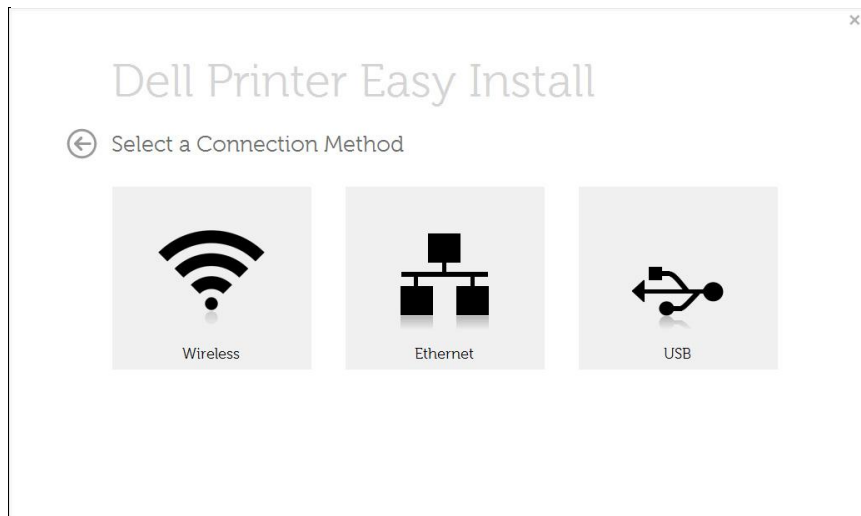 Dell Printer Easy Install
Select a Connection Method
Wireless
Ethernet
USB